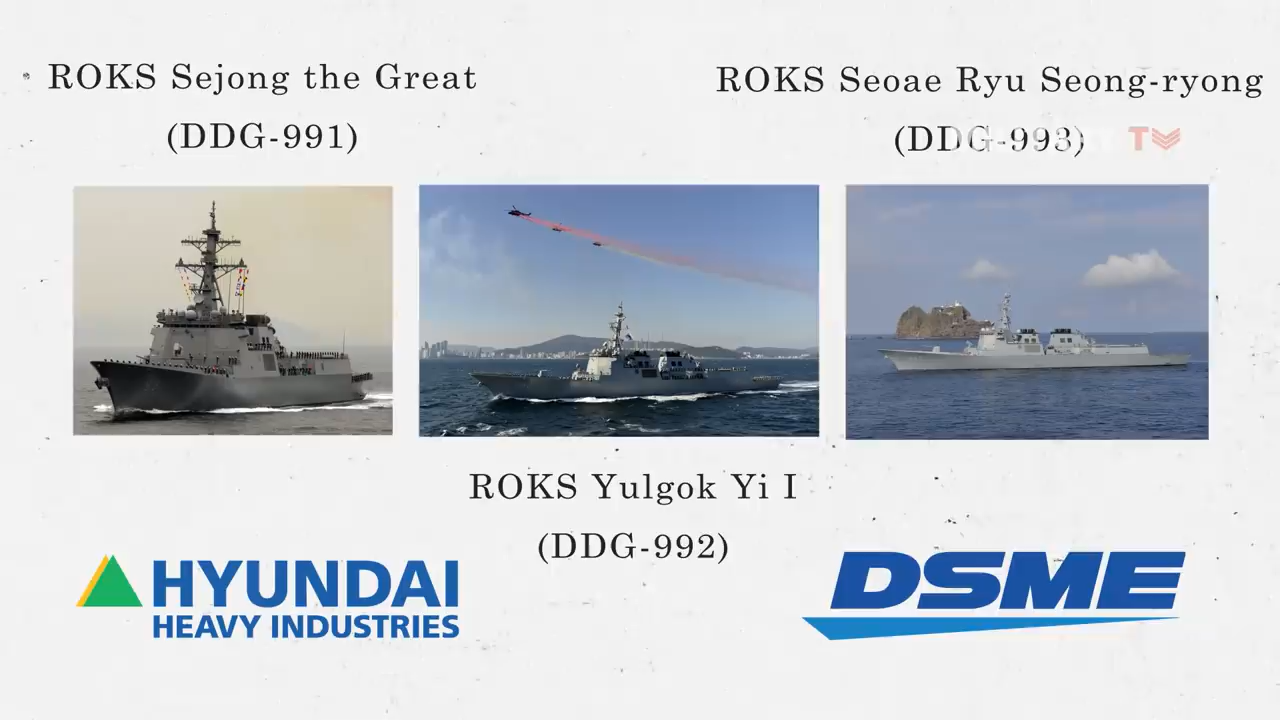 ROKS Sejong the Great
(DDG-991)
ROKS Seoae Ryu Seong-ryong
(DDG-993)
TV
ROKS Yulgok Yi I
(DDG-992)
HYUNDAI
HEAVY INDUSTRIES
DSME